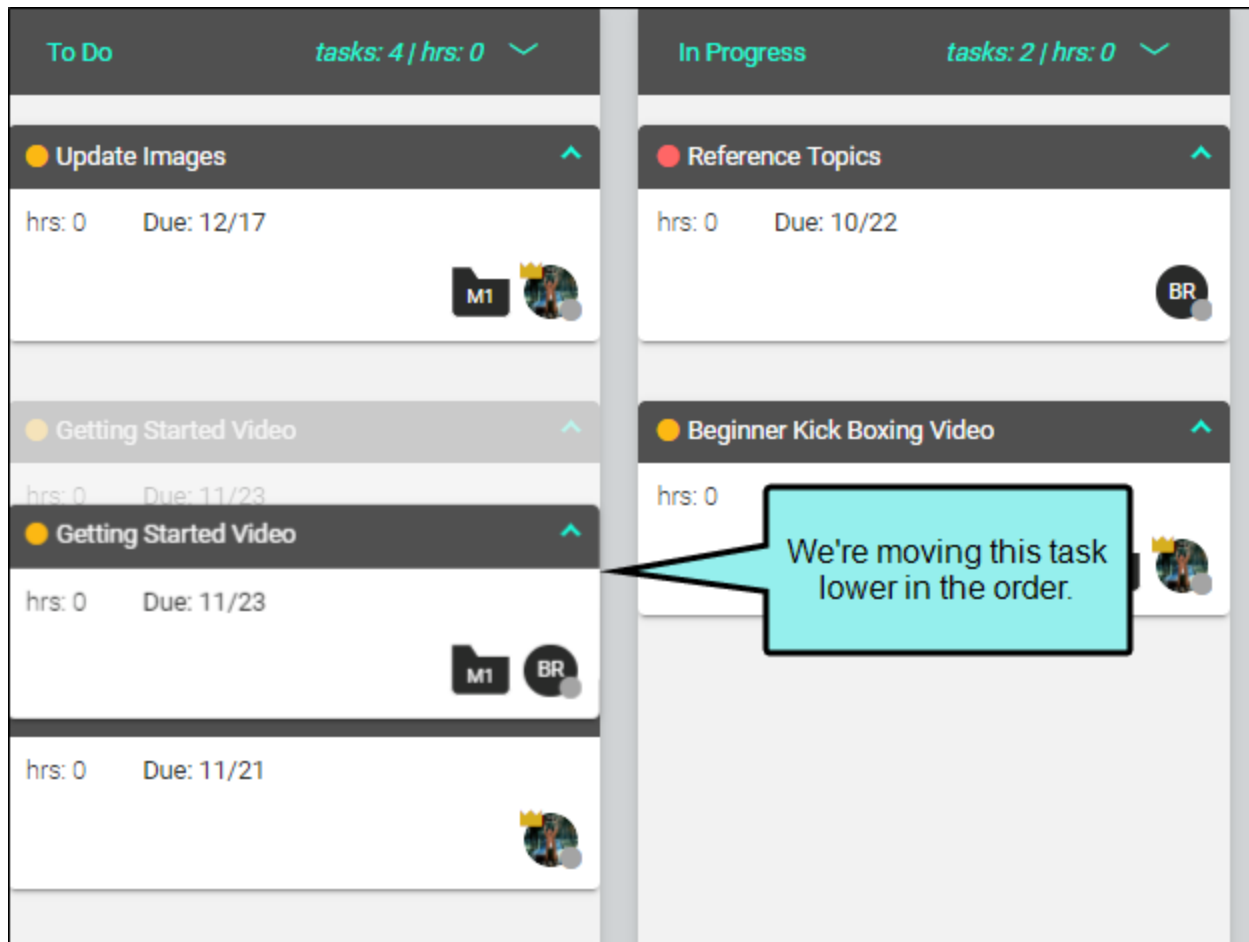 To Do tasks: 4 | hrs: 0
Update Images
hrs: 0 Due: 12/17
M1
Getting Started Video
hrs: 0 Due: 11/23
Getting Started Video
hrs: 0 Due: 11/23
M1 BR
hrs: 0 Due: 11/21
In Progress tasks: 2 | hrs: 0
Reference Topics
hrs: 0 Due: 10/22
BR
Beginner Kick Boxing Video
hrs: 0
We're moving this task
lower in the order.